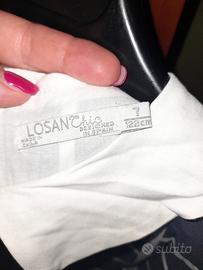 LOSAN Chic
DESIGNED
IN SPAIN
MADE IN
7
122cm
subito